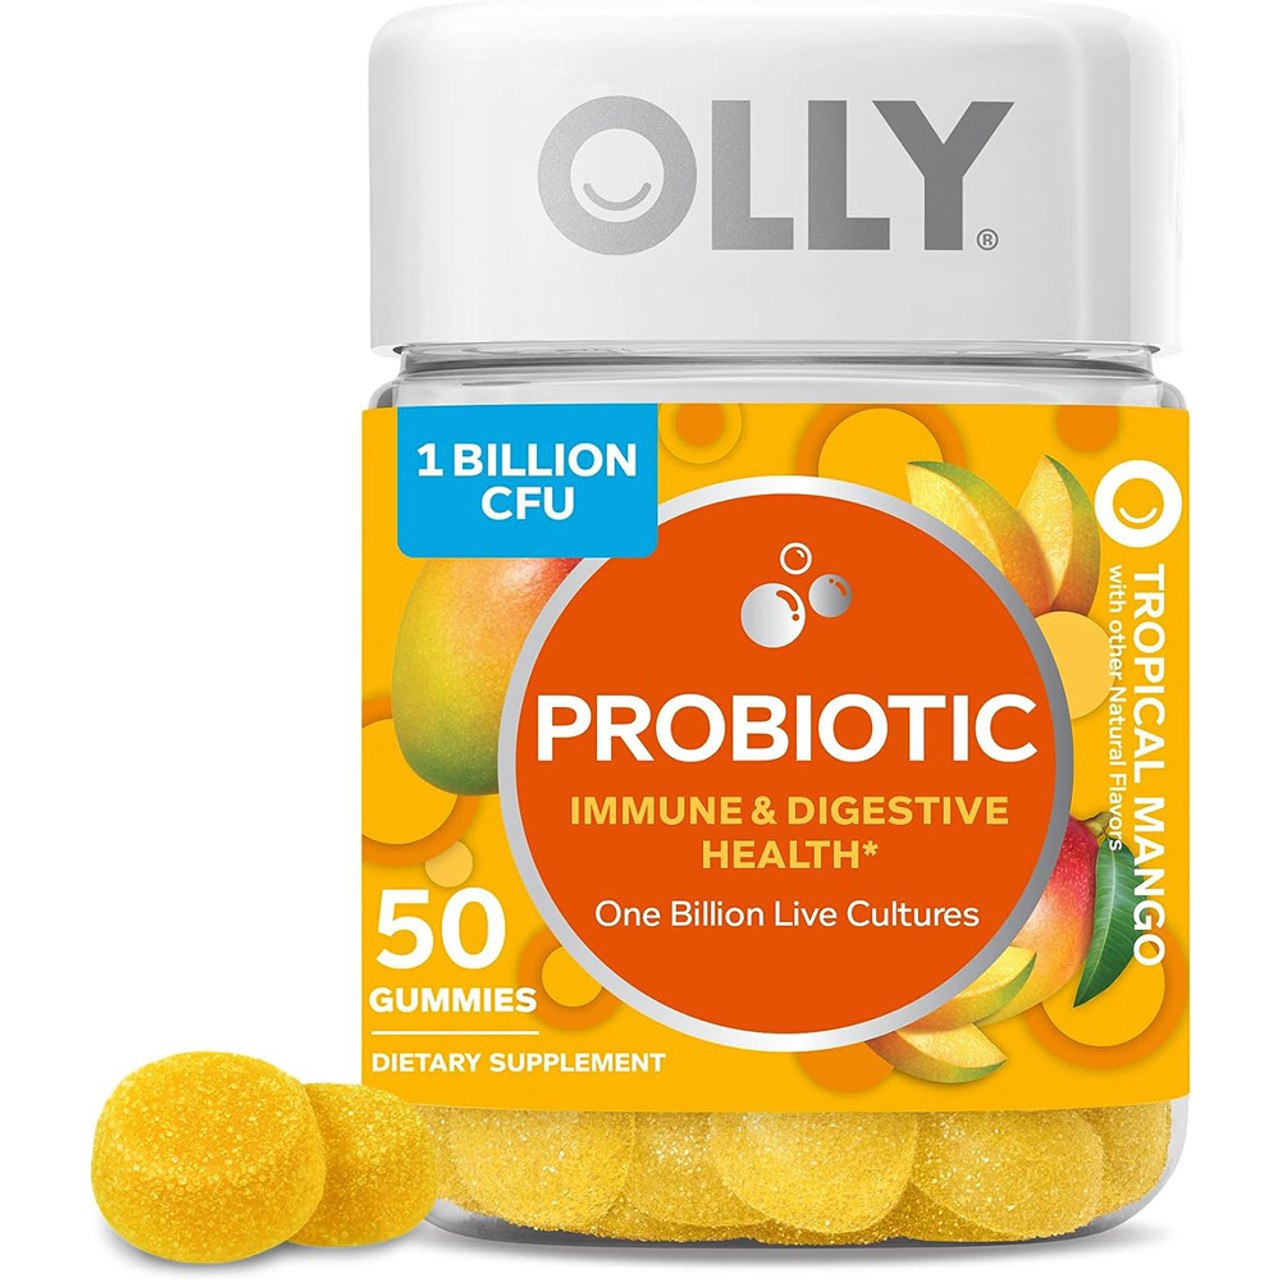 OLLY®
1 BILLION
CFU
PROBIOTIC
IMMUNE & DIGESTIVE
HEALTH*
One Billion Live Cultures
50
GUMMIES
DIETARY SUPPLEMENT
TROPICAL MANGO
with other Natural Flavors